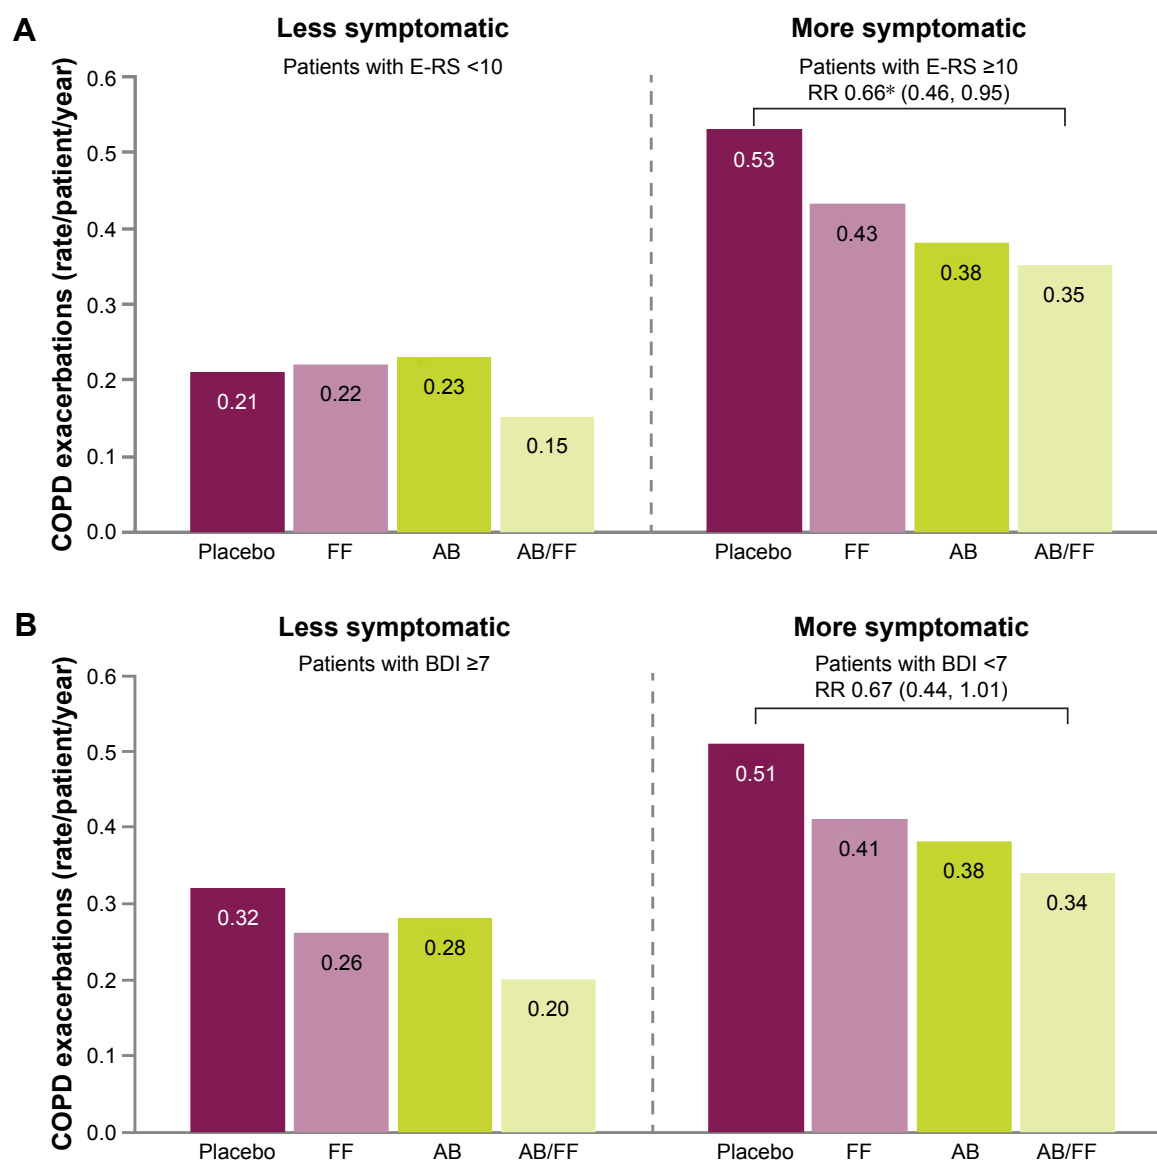 A
Less symptomatic
Patients with E-RS <10
More symptomatic
Patients with E-RS ≥10
RR 0.66* (0.46, 0.95)
COPD exacerbations (rate/patient/year)
0.6
0.5
0.4
0.3
0.2
0.1
0.0
0.21
0.22
0.23
0.15
0.53
0.43
0.38
0.35
Placebo FF AB AB/FF Placebo FF AB AB/FF
B
Less symptomatic
Patients with BDI ≥7
More symptomatic
Patients with BDI <7
RR 0.67 (0.44, 1.01)
COPD exacerbations (rate/patient/year)
0.6
0.5
0.4
0.3
0.2
0.1
0.0
0.32
0.26
0.28
0.20
0.51
0.41
0.38
0.34
Placebo FF AB AB/FF Placebo FF AB AB/FF